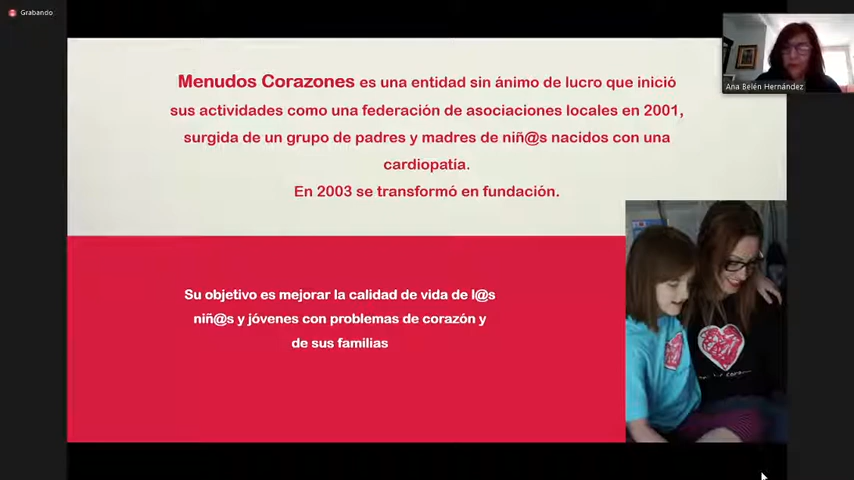 Grabando
Ana Belén Hernández
Menudos Corazones es una entidad sin ánimo de lucro que inició
sus actividades como una federación de asociaciones locales en 2001,
surgida de un grupo de padres y madres de niñ@s nacidos con una
cardiopatía.
En 2003 se transformó en fundación.
Su objetivo es mejorar la calidad de vida de l@s
niñ@s y jóvenes con problemas de corazón y
de sus familias